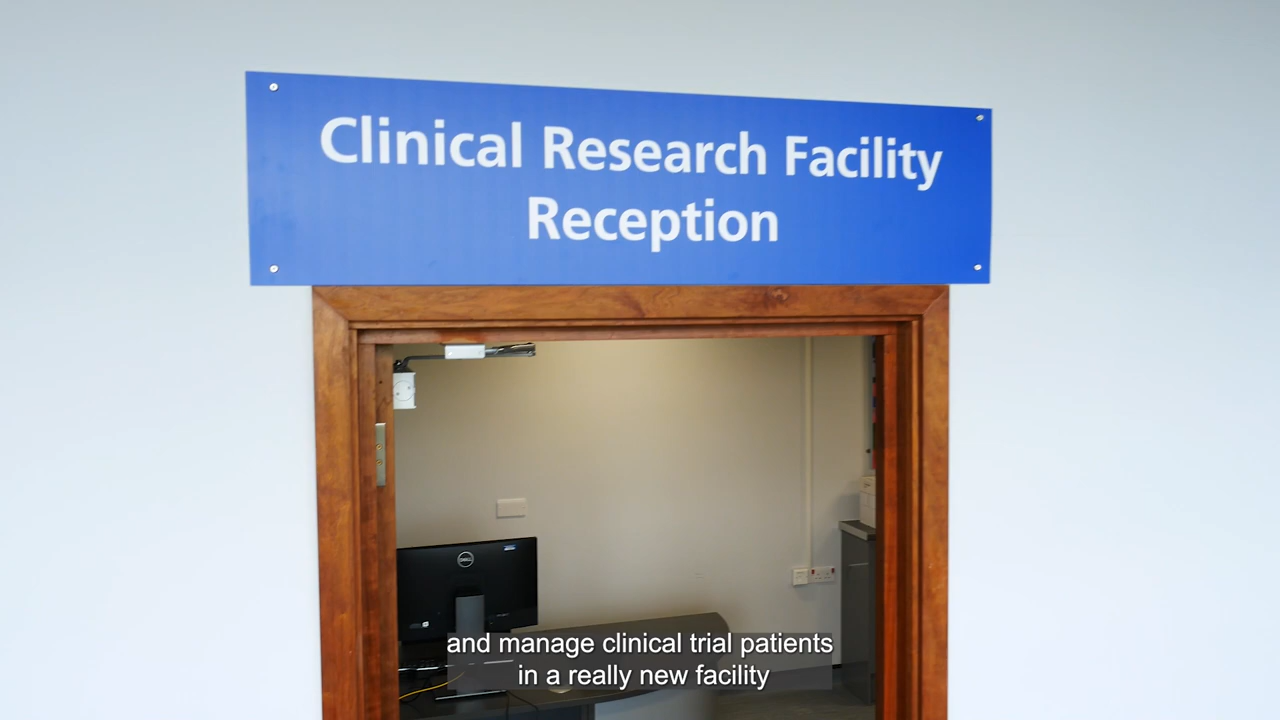 Clinical Research Facility
Reception
DELL
and manage clinical trial patients
in a really new facility